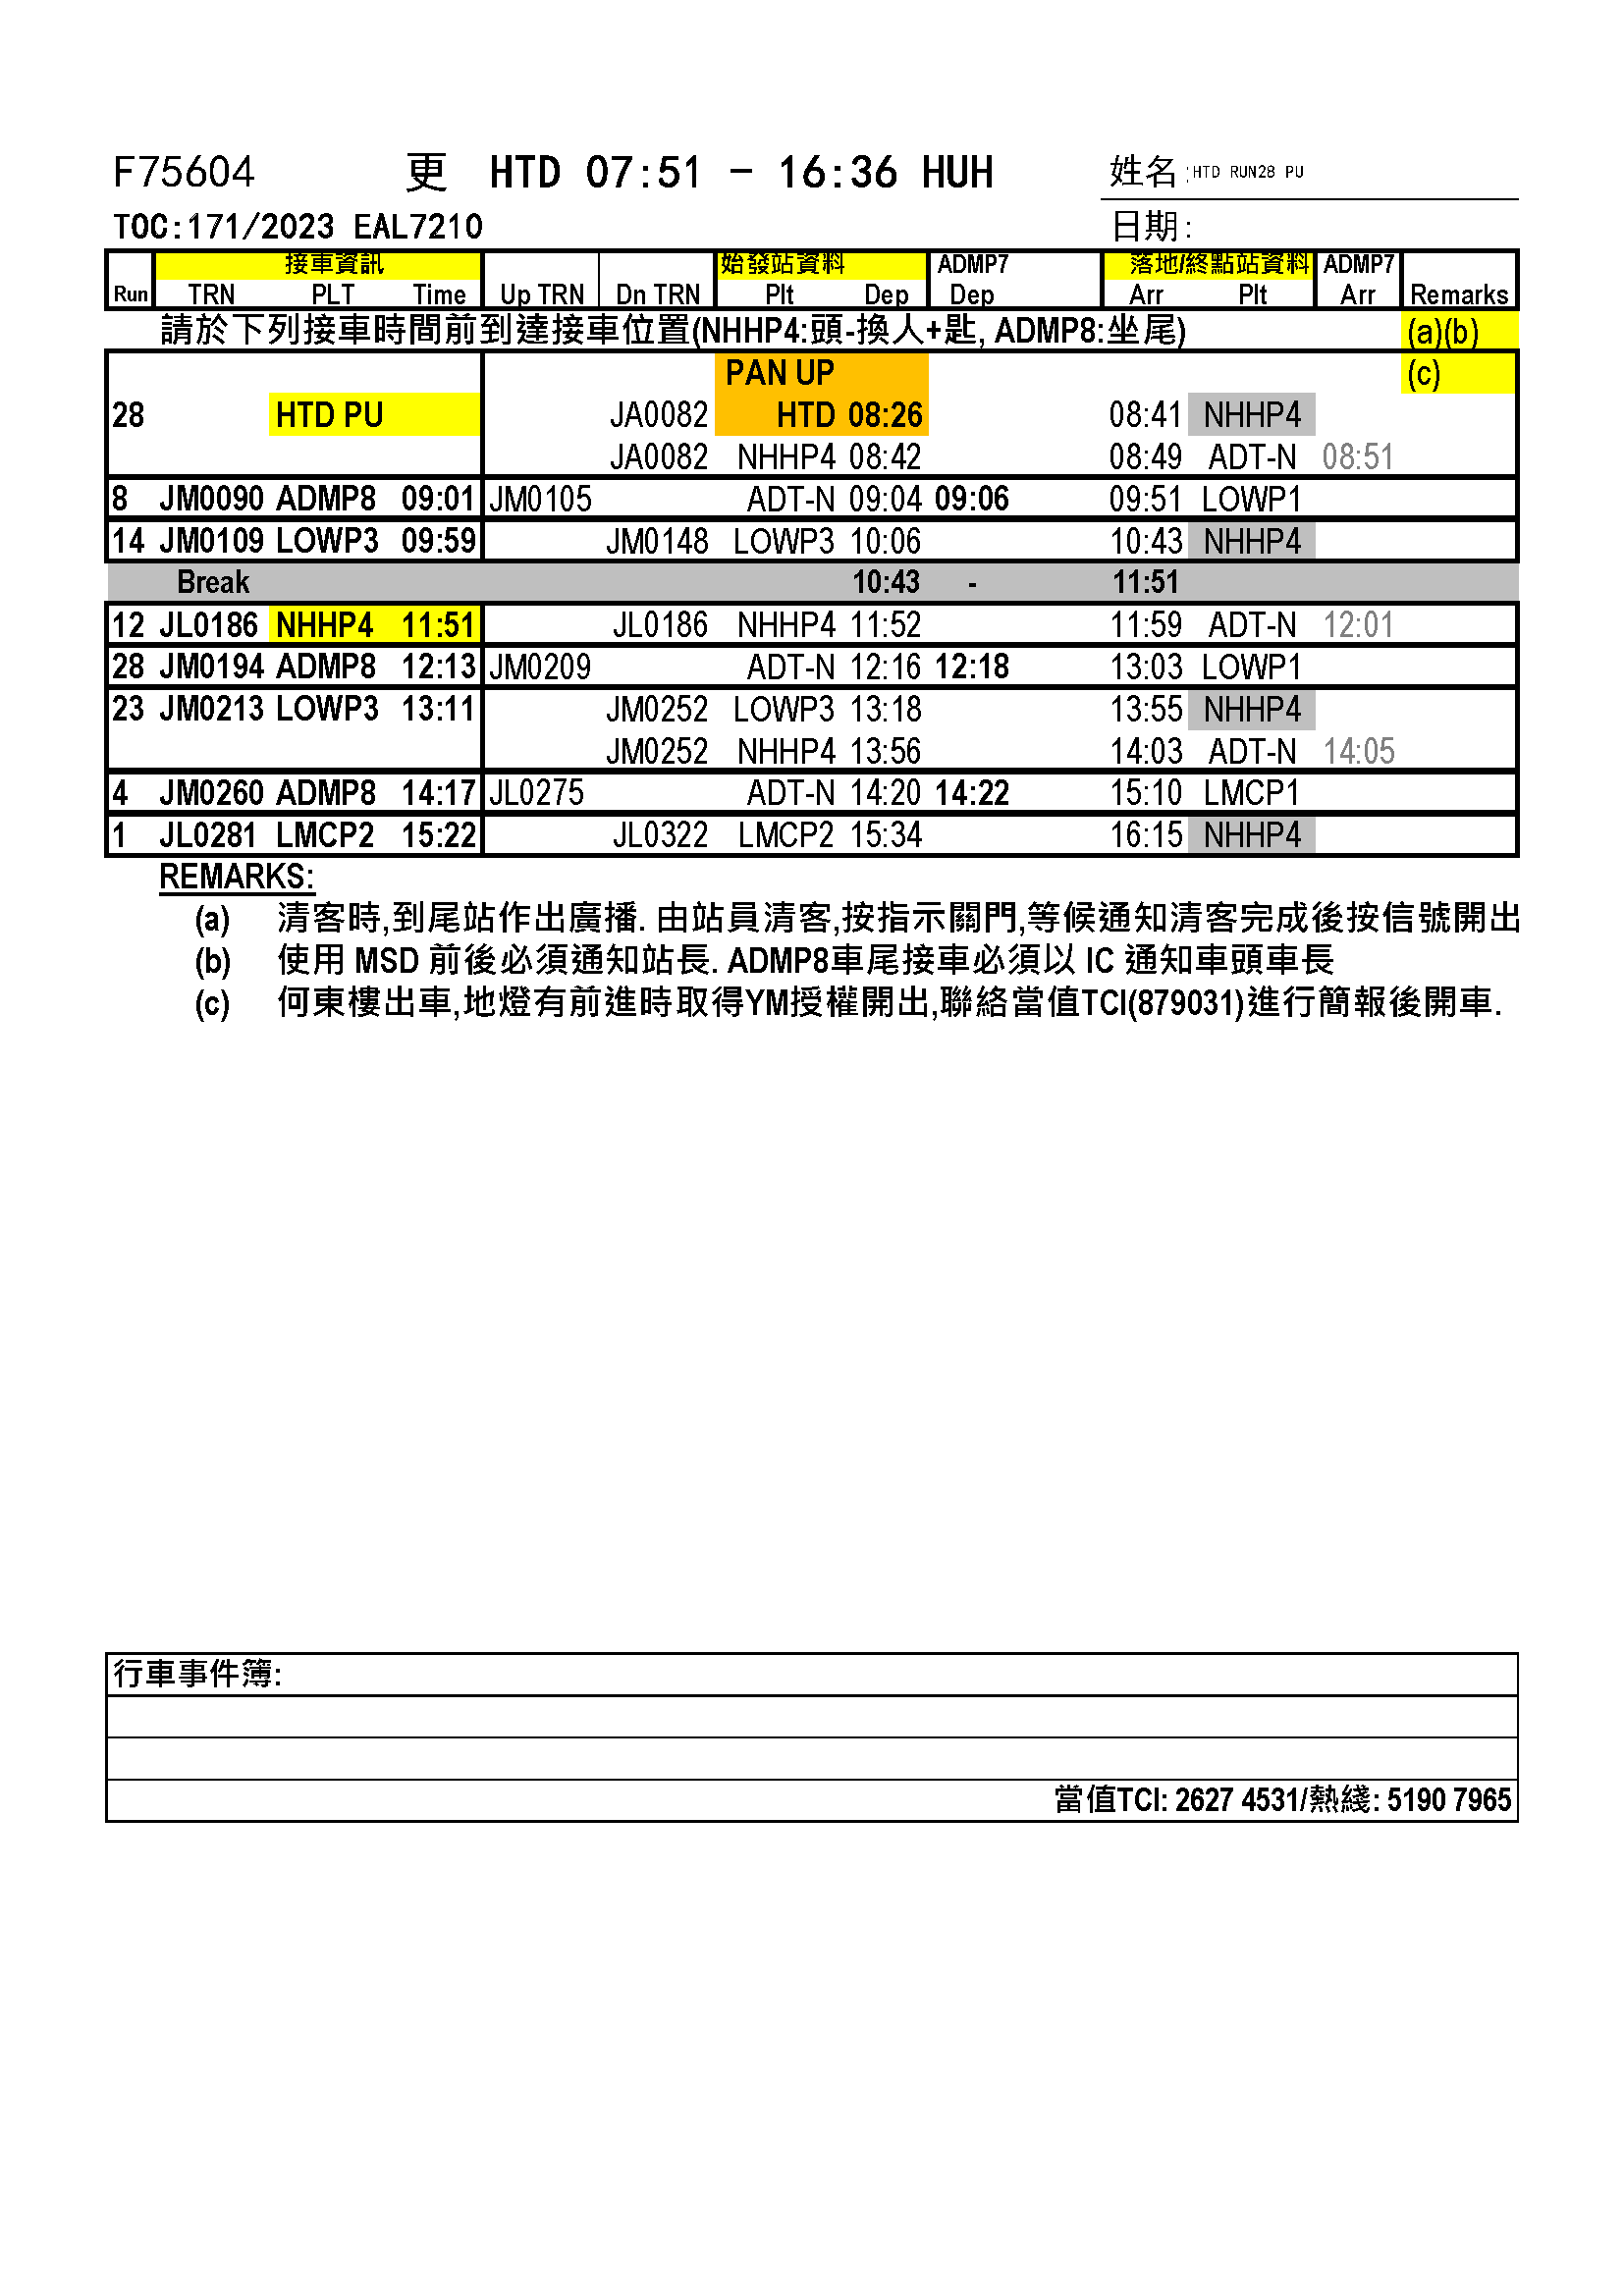 F75604 更 HTD 07:51 - 16:36 HUH 姓名:HTD RUN28 PU
TOC:171/2023 EAL7210 日期:
接車資訊 始發站資料 ADMP7 落地/終點站資料 ADMP7
Run TRN PLT Time Up TRN Dn TRN Plt Dep Dep Arr Plt Arr Remarks
請於下列接車時間前到達接車位置(NHHP4:頭-換人+匙, ADMP8:坐尾) (a)(b)
PAN UP (c)
28 HTD PU JA0082 HTD 08:26 08:41 NHHP4
JA0082 NHHP4 08:42 08:49 ADT-N 08:51
8 JM0090 ADMP8 09:01 JM0105 ADT-N 09:04 09:06 09:51 LOWP1
14 JM0109 LOWP3 09:59 JM0148 LOWP3 10:06 10:43 NHHP4
Break 10:43 - 11:51
12 JL0186 NHHP4 11:51 JL0186 NHHP4 11:52 11:59 ADT-N 12:01
28 JM0194 ADMP8 12:13 JM0209 ADT-N 12:16 12:18 13:03 LOWP1
23 JM0213 LOWP3 13:11 JM0252 LOWP3 13:18 13:55 NHHP4
JM0252 NHHP4 13:56 14:03 ADT-N 14:05
4 JM0260 ADMP8 14:17 JL0275 ADT-N 14:20 14:22 15:10 LMCP1
1 JL0281 LMCP2 15:22 JL0322 LMCP2 15:34 16:15 NHHP4
REMARKS:
(a) 清客時,到尾站作出廣播. 由站員清客,按指示關門,等候通知清客完成後按信號開出
(b) 使用 MSD 前後必須通知站長. ADMP8車尾接車必須以 IC 通知車頭車長
(c) 何東樓出車,地燈有前進時取得YM授權開出,聯絡當值TCI(879031)進行簡報後開車.
行車事件簿:
當值TCI: 2627 4531/熱綫: 5190 7965